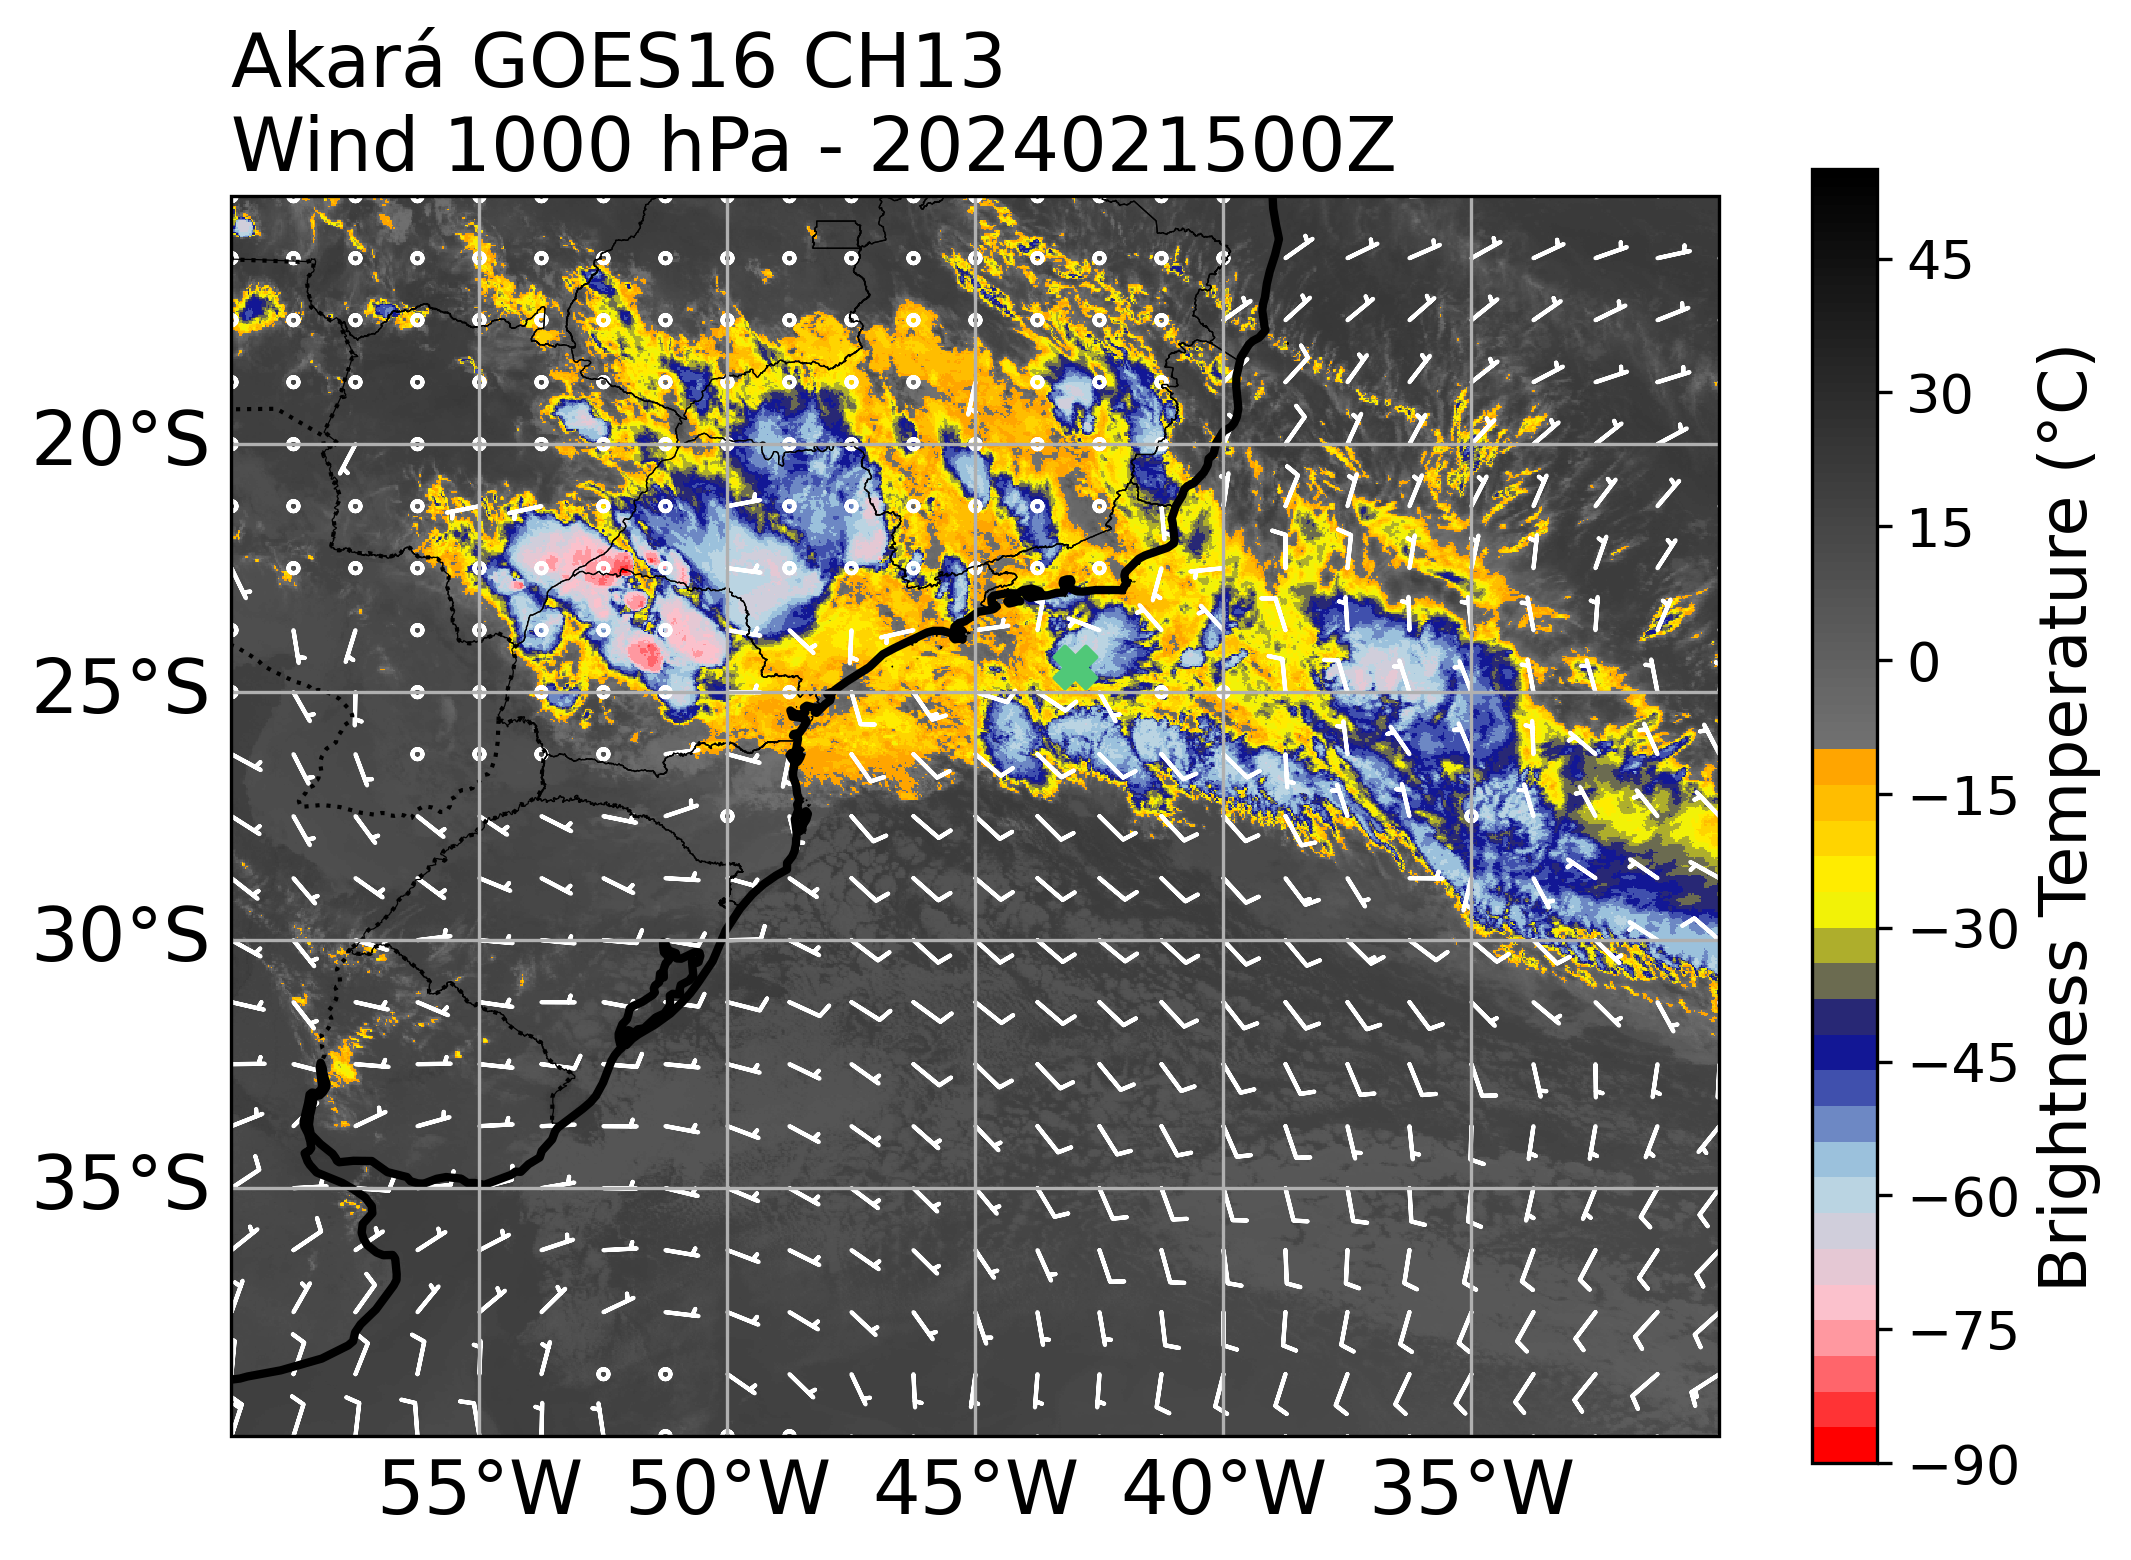 Akará GOES16 CH13
Wind 1000 hPa - 2024021500Z
20°S
25°S
30°S
35°S
55°W 50°W 45°W 40°W 35°W
45
30
15
0
−15
−30
−45
−60
−75
−90
Brightness Temperature (°C)